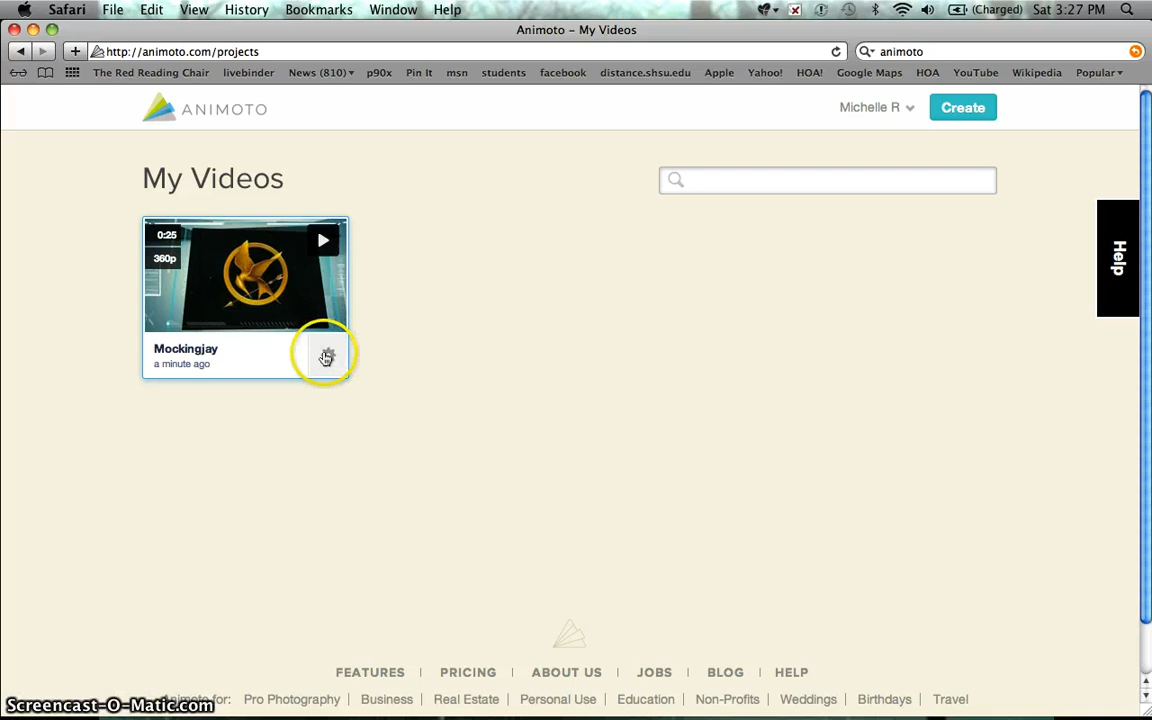 Safari File Edit View History Bookmarks Window Help (Charged) Sat 3:27 PM
Animoto – My Videos
http://animoto.com/projects animoto
The Red Reading Chair livebinder News (810) p90x Pin It msn students facebook distance.shsu.edu Apple Yahoo! HOA! Google Maps HOA YouTube Wikipedia Popular
ANIMOTO Michelle R Create
My Videos
Help
0:25
360p
Mockingjay
a minute ago
FEATURES | PRICING | ABOUT US | JOBS | BLOG | HELP
Animoto for: Pro Photography | Business | Real Estate | Personal Use | Education | Non-Profits | Weddings | Birthdays | Travel
Screencast-O-Matic.com